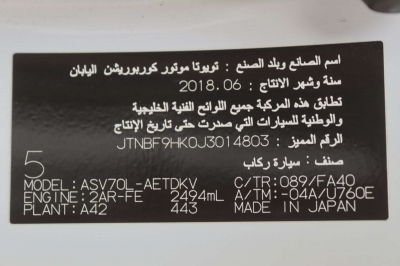 اسم الصانع وبلد الصنع : تويوتا موتور كوربوريشن اليابان
سنة وشهر الانتاج : 2018.06
تطابق هذه المركبة جميع اللوائح الفنية الخليجية
والوطنية للسيارات التى صدرت حتى تاريخ الإنتاج
الرقم المميز : JTNBF9HK0J3014803
صنف : سيارة ركاب
5
MODEL: ASV70L-AETDKV C/TR: 089/FA40
ENGINE: 2AR-FE 2494mL A/TM: -04A/U760E
PLANT: A42 443 MADE IN JAPAN